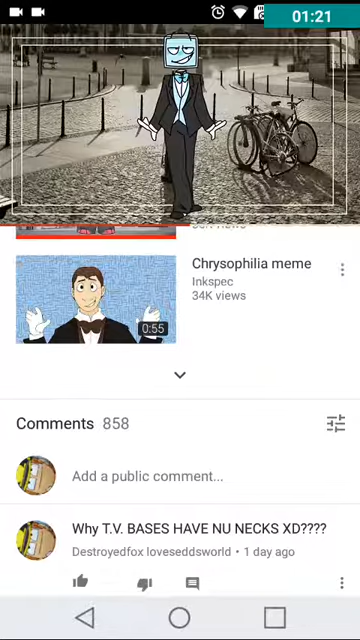 01:21
Chrysophilia meme
Inkspec
34K views
0:55
Comments 858
Add a public comment...
Why T.V. BASES HAVE NU NECKS XD????
Destroyedfox loveseddsworld • 1 day ago